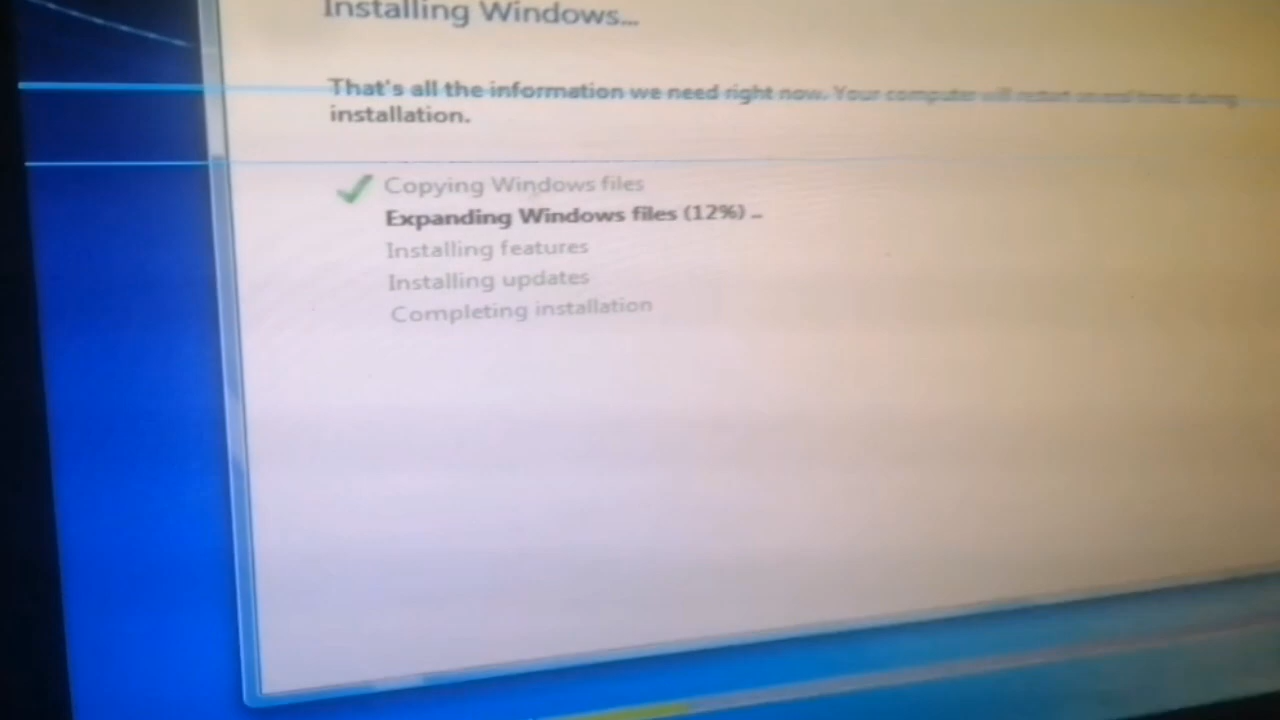 Installing Windows...
That's all the information we need right now. Your computer will restart several times during
installation.
Copying Windows files
Expanding Windows files (12%) ...
Installing features
Installing updates
Completing installation